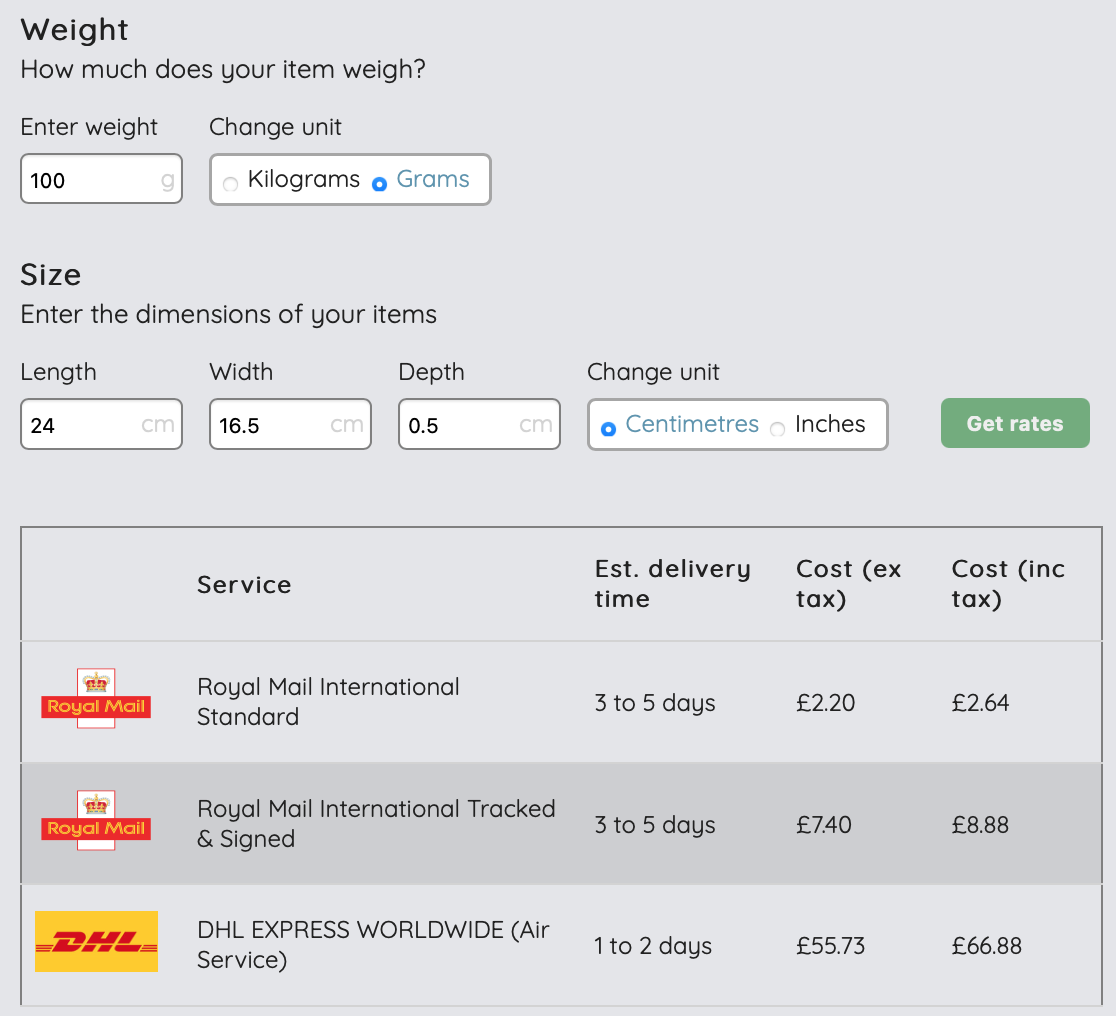 Weight
How much does your item weigh?
Enter weight
Change unit
100
g
Kilograms
Grams
Size
Enter the dimensions of your items
Length
Width
Depth
Change unit
24
cm
16.5
cm
0.5
cm
Centimetres
Inches
Get rates
Service
Est. delivery
time
Cost (ex
tax)
Cost (inc
tax)
Royal Mail
Royal Mail International
Standard
3 to 5 days
£2.20
£2.64
Royal Mail
Royal Mail International Tracked
& Signed
3 to 5 days
£7.40
£8.88
DHL
DHL EXPRESS WORLDWIDE (Air
Service)
1 to 2 days
£55.73
£66.88